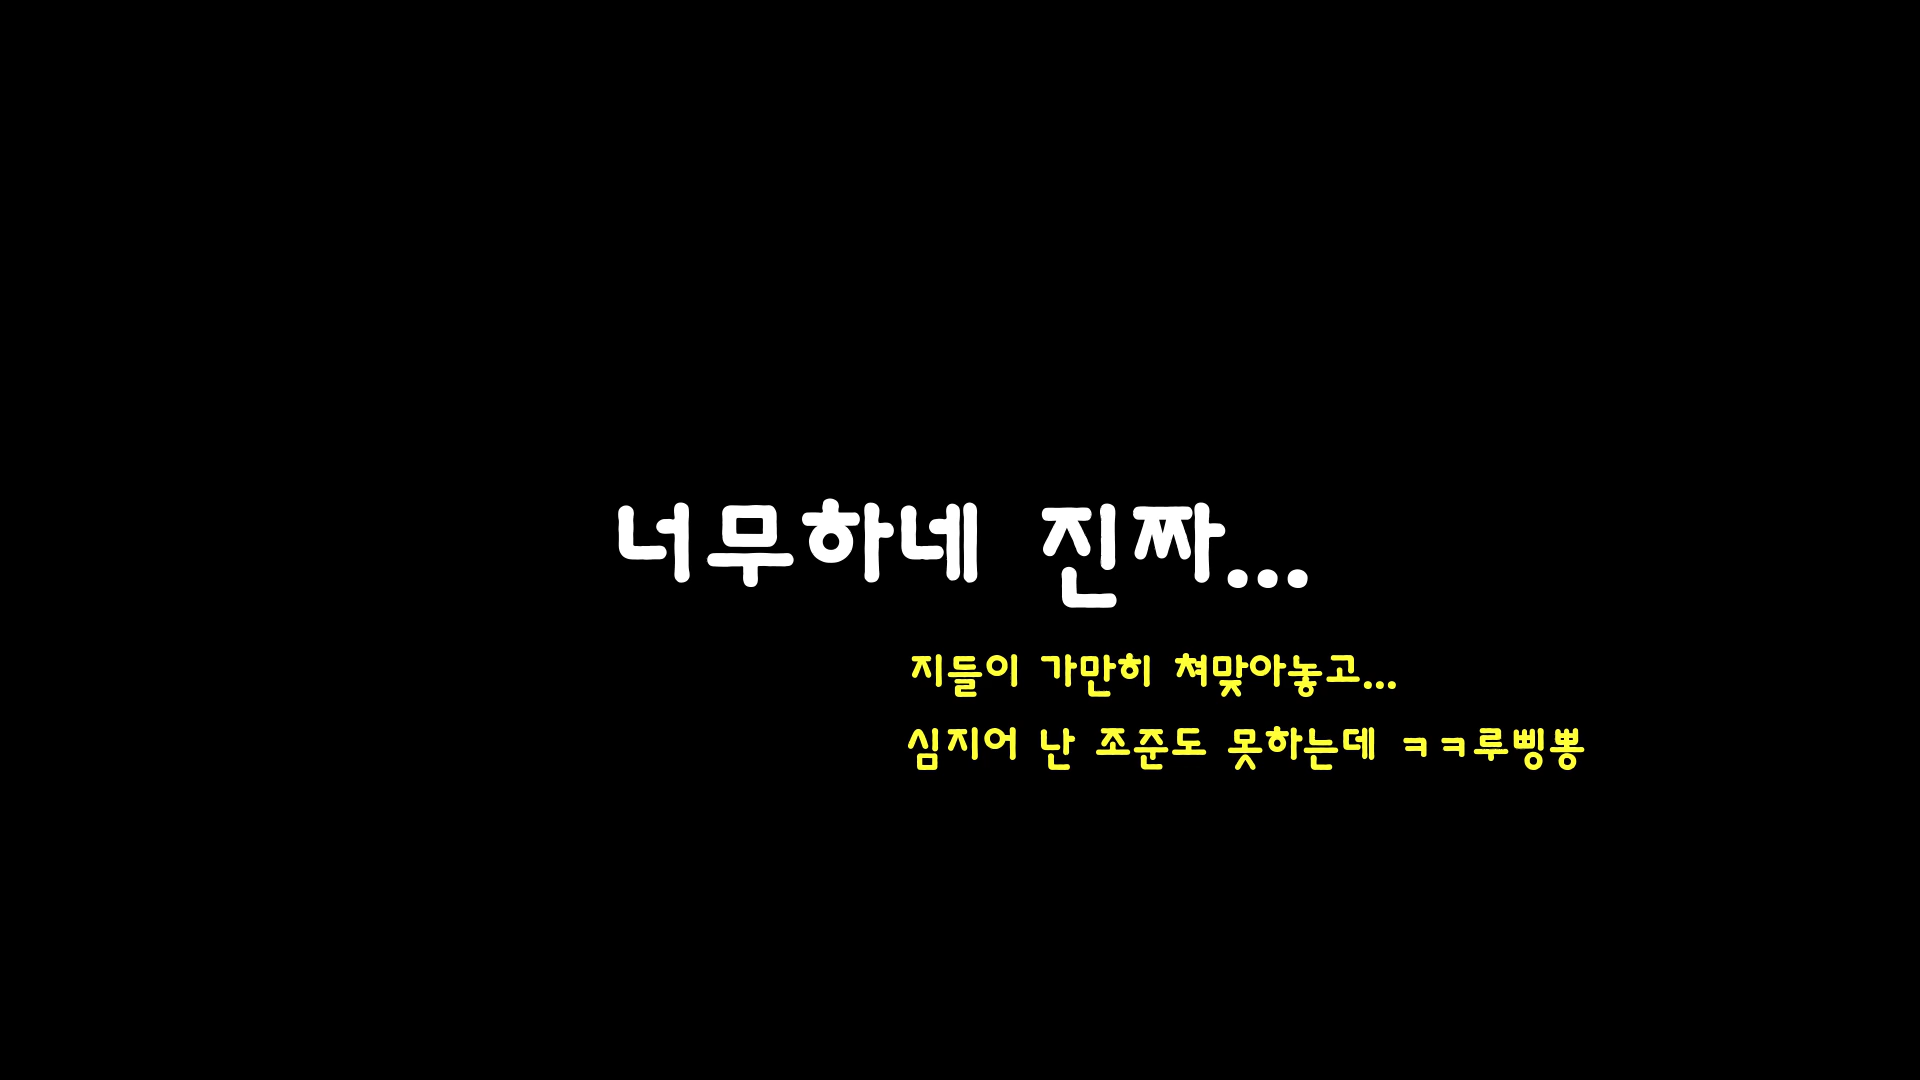 너무하네 진짜...
지들이 가만히 쳐맞아놓고...
심지어 난 조준도 못하는데 ㅋㅋ루삥뽕